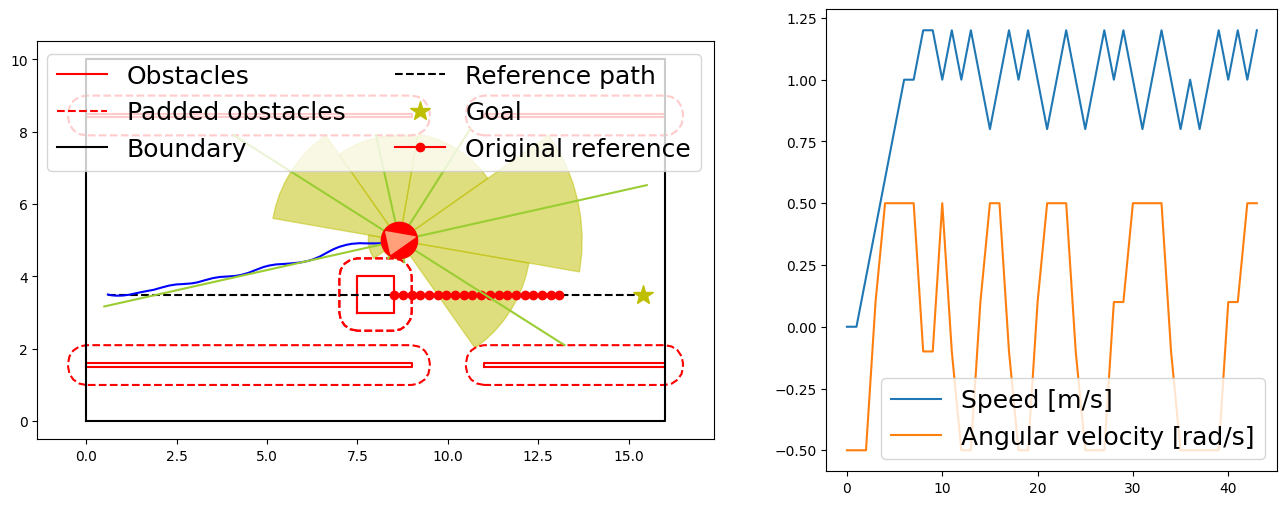 Obstacles
Padded obstacles
Boundary
Reference path
Goal
Original reference
10
8
6
4
2
0
0.0 2.5 5.0 7.5 10.0 12.5 15.0
1.25
1.00
0.75
0.50
0.25
0.00
−0.25
−0.50
Speed [m/s]
Angular velocity [rad/s]
0 10 20 30 40